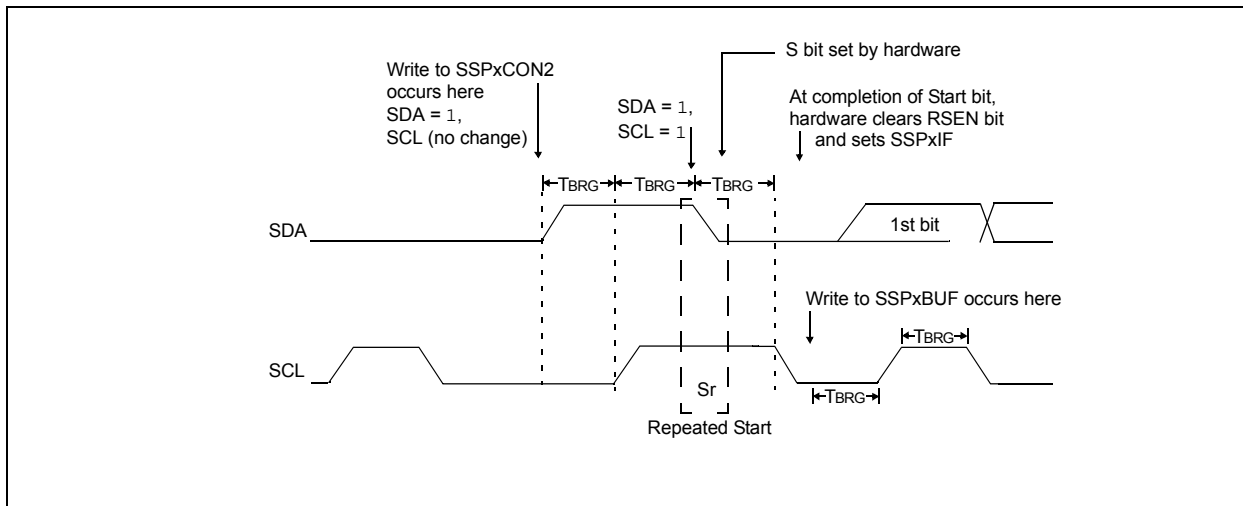 S bit set by hardware
Write to SSPxCON2
occurs here
SDA = 1,
SCL (no change)
SDA = 1,
SCL = 1
At completion of Start bit,
hardware clears RSEN bit
and sets SSPxIF
TBRG TBRG TBRG
SDA
1st bit
Write to SSPxBUF occurs here
TBRG
SCL
Sr
TBRG
Repeated Start